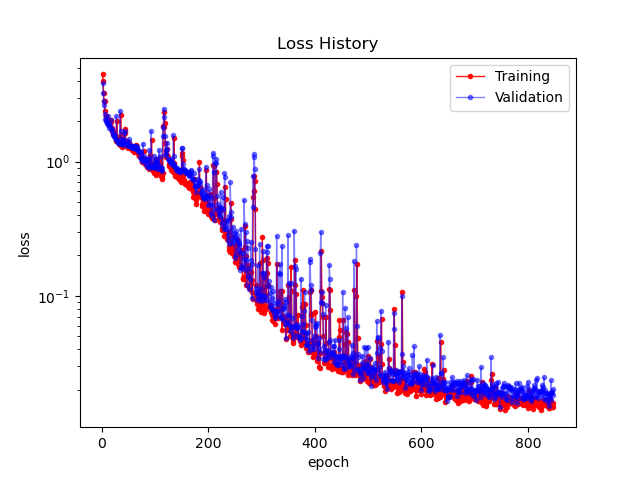 Loss History
Training
Validation
10⁰
10⁻¹
loss
0 200 400 600 800
epoch